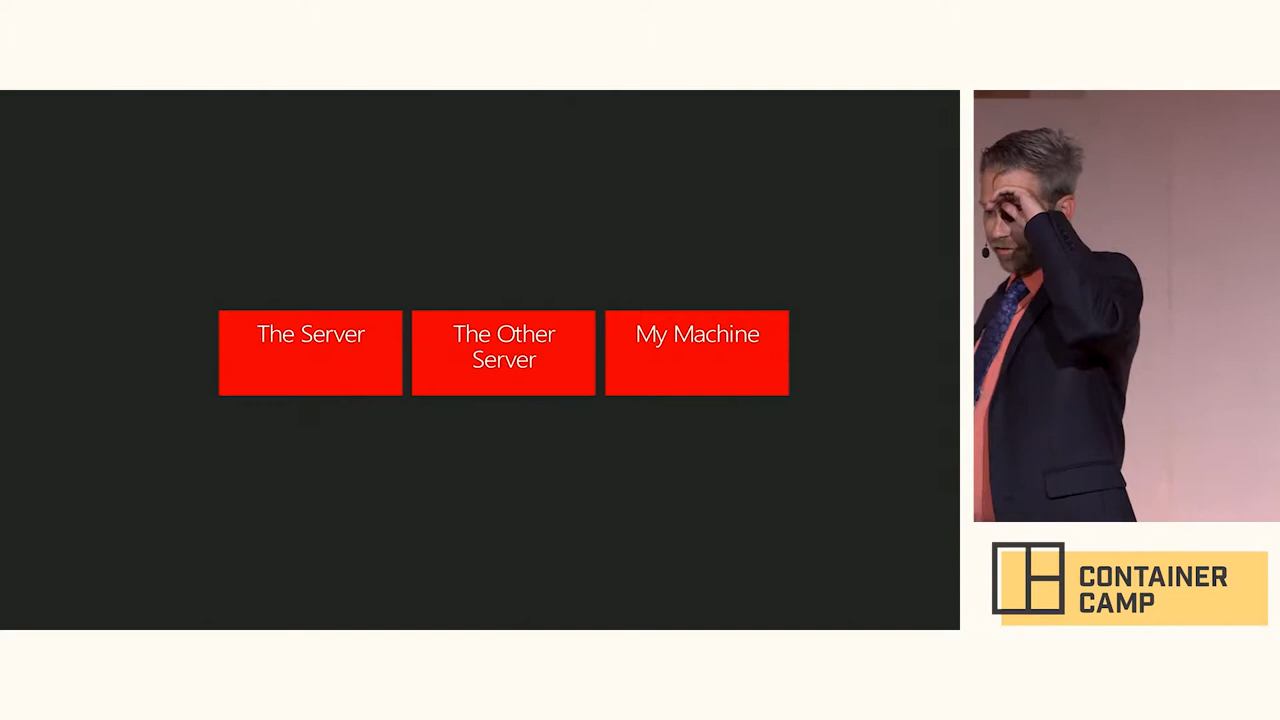 The Server
The Other
Server
My Machine
CONTAINER
CAMP